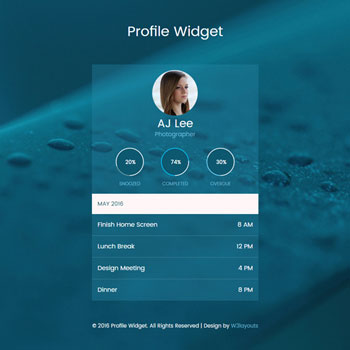 Profile Widget
AJ Lee
Photographer
20% 74% 30%
SNOOZED COMPLETED OVERDUE
MAY 2016
Finish Home Screen 8 AM
Lunch Break 12 PM
Design Meeting 4 PM
Dinner 8 PM
© 2016 Profile Widget. All Rights Reserved | Design by W3layouts